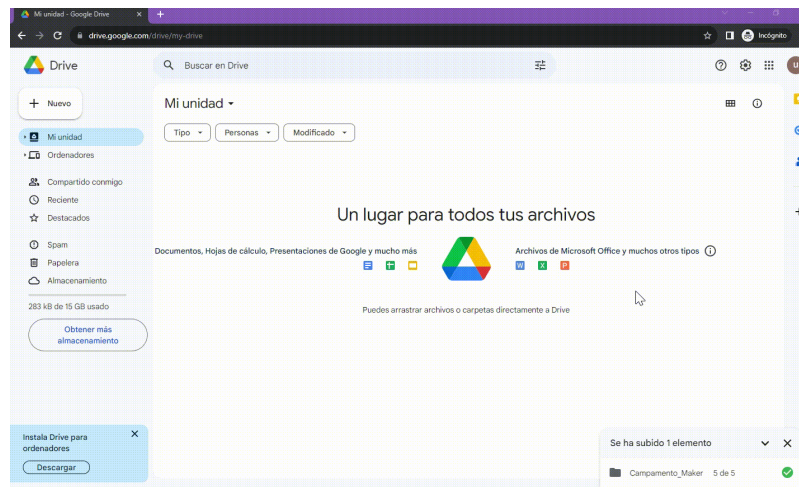 Mi unidad - Google Drive
drive.google.com/drive/my-drive
Incógnito
Drive
Buscar en Drive
U
Nuevo
Mi unidad
Tipo
Personas
Modificado
Mi unidad
Ordenadores
Compartido conmigo
Reciente
Destacados
Spam
Papelera
Almacenamiento
283 kB de 15 GB usado
Obtener más
almacenamiento
Un lugar para todos tus archivos
Documentos, Hojas de cálculo, Presentaciones de Google y mucho más
Archivos de Microsoft Office y muchos otros tipos
W X P
Puedes arrastrar archivos o carpetas directamente a Drive
Instala Drive para
ordenadores
Descargar
Se ha subido 1 elemento
Campamento_Maker 5 de 5